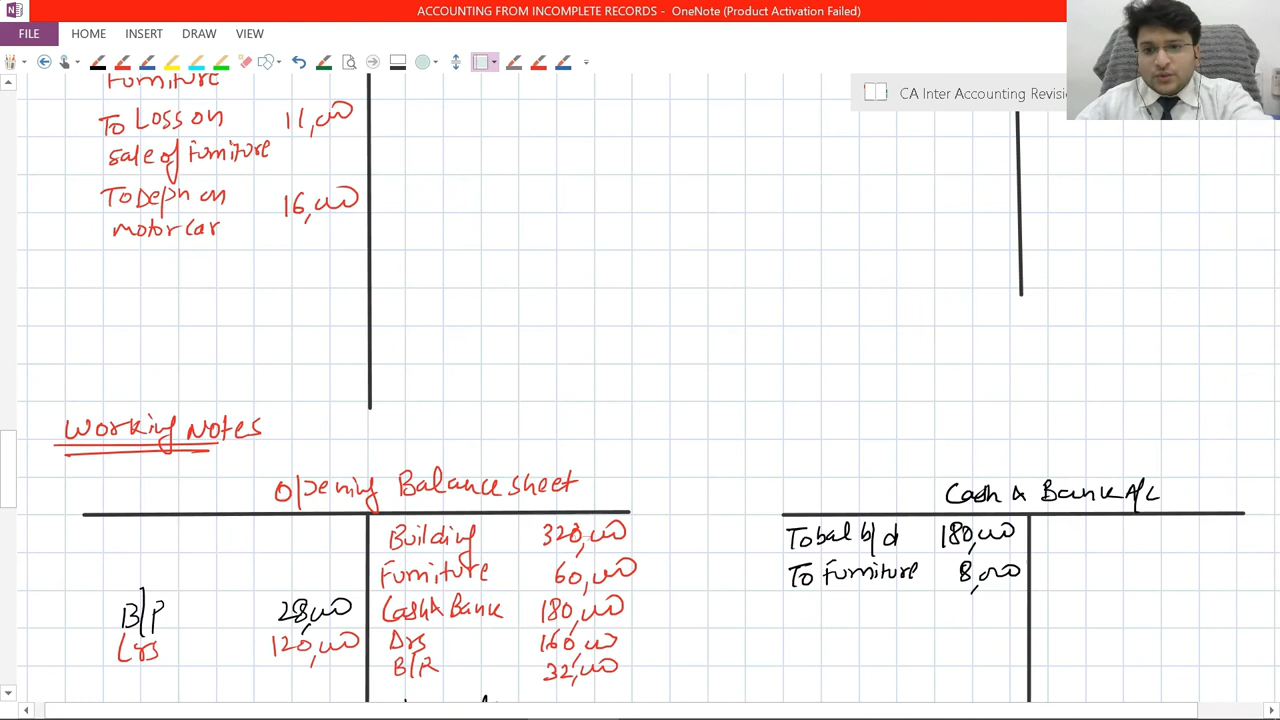 ACCOUNTING FROM INCOMPLETE RECORDS - OneNote (Product Activation Failed)
FILE HOME INSERT DRAW VIEW
CA Inter Accounting Revisi
Furniture
To Loss on 11,000
sale of furniture
To Depn on 16,000
motor car
Working Notes
Opening Balance sheet
Building 320,000
Furniture 60,000
B/P 28,000 Cash & Bank 180,000
Crs 120,000 Drs 160,000
B/R 32,000
Cash & Bank A/c
To bal b/d 180,000
To Furniture 8,000